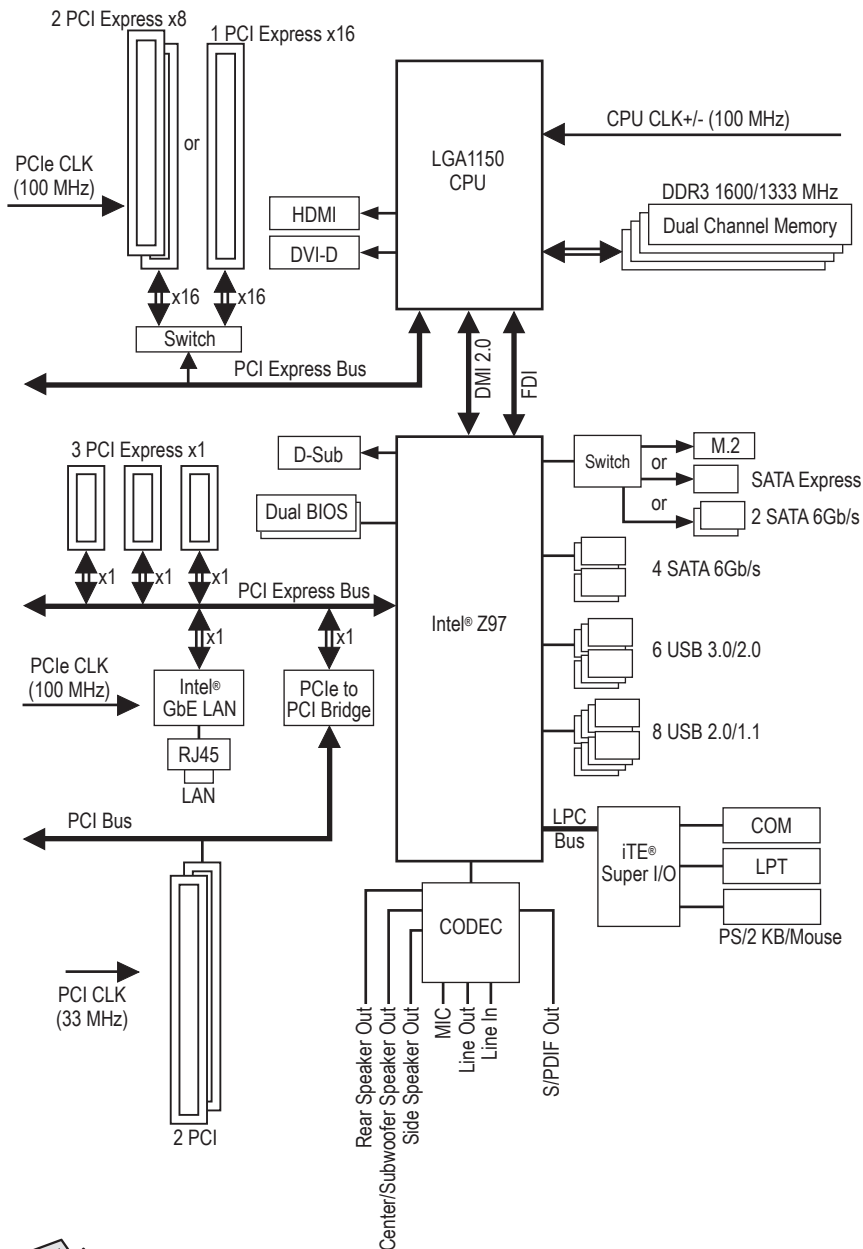 2 PCI Express x8
1 PCI Express x16
or
PCIe CLK
(100 MHz)
x16
x16
Switch
PCI Express Bus
LGA1150
CPU
CPU CLK+/- (100 MHz)
DDR3 1600/1333 MHz
Dual Channel Memory
HDMI
DVI-D
DMI 2.0
FDI
3 PCI Express x1
x1
x1
x1
PCI Express Bus
D-Sub
Dual BIOS
Intel® Z97
Switch
M.2
or
SATA Express
or
2 SATA 6Gb/s
4 SATA 6Gb/s
6 USB 3.0/2.0
8 USB 2.0/1.1
PCIe CLK
(100 MHz)
x1
Intel®
GbE LAN
RJ45
LAN
x1
PCIe to
PCI Bridge
PCI Bus
LPC
Bus
iTE®
Super I/O
COM
LPT
PS/2 KB/Mouse
CODEC
PCI CLK
(33 MHz)
2 PCI
Rear Speaker Out
Center/Subwoofer Speaker Out
Side Speaker Out
MIC
Line Out
Line In
S/PDIF Out